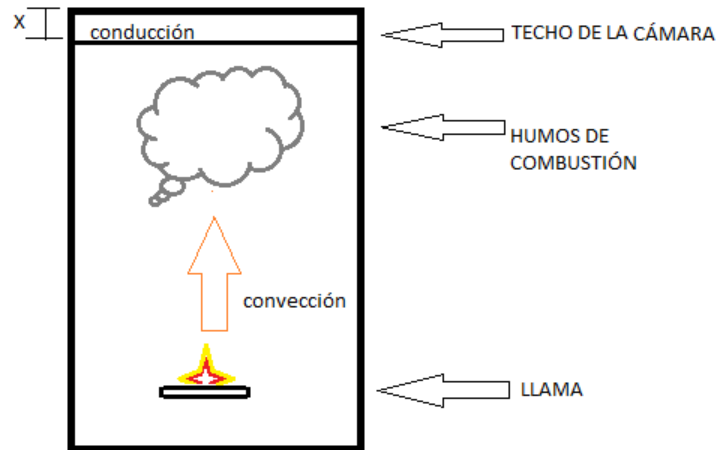 X
conducción
TECHO DE LA CÁMARA
HUMOS DE
COMBUSTIÓN
convección
LLAMA